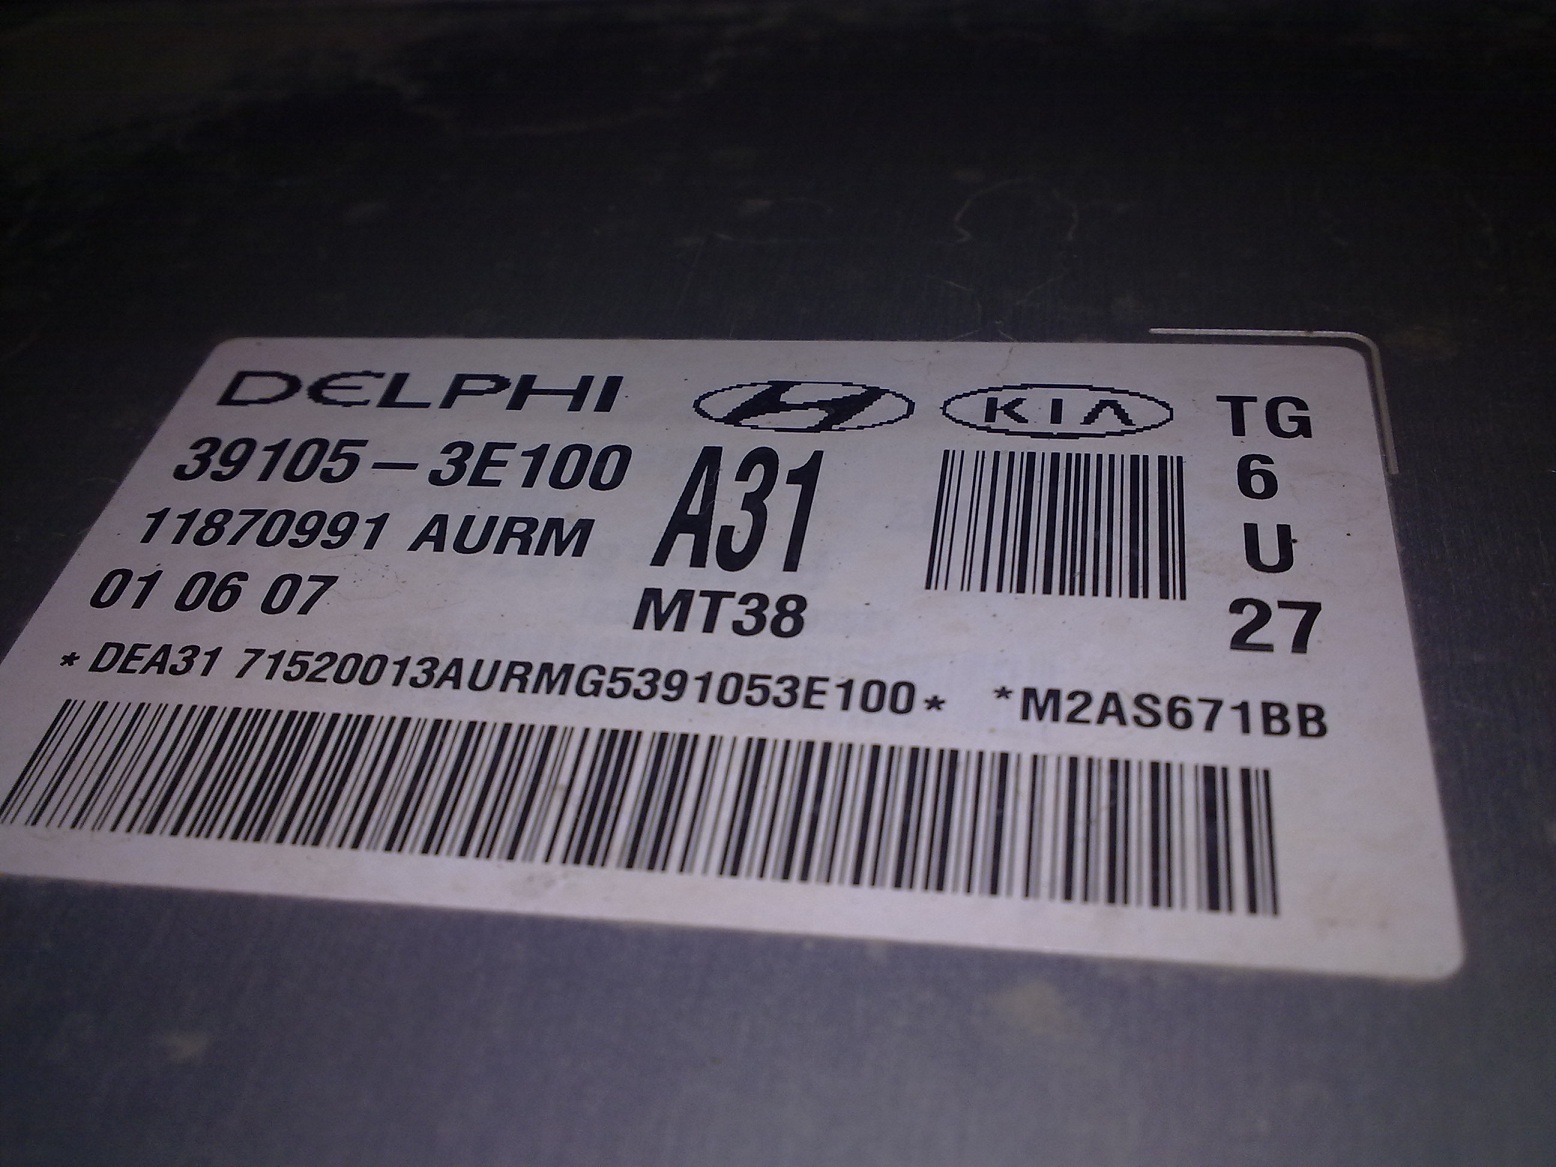 DELPHI KIA TG
39105-3E100 A31 6
11870991 AURM U
01 06 07 MT38 27
* DEA31 71520013AURMG5391053E100* *M2AS671BB